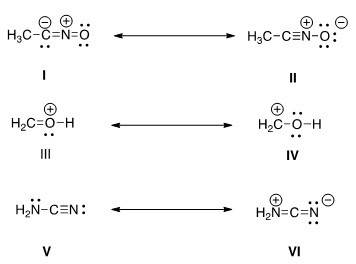 H₃C–C̈=N=Ö ⊖ ⊕ ⟷ H₃C–C≡N–Ö: ⊕ ⊖
I II
H₂C=Ö–H ⊕ ⟷ H₂C–Ö–H ⊕
III IV
H₂N̈–C≡N: ⟷ H₂N=C=N̈: ⊕ ⊖
V VI